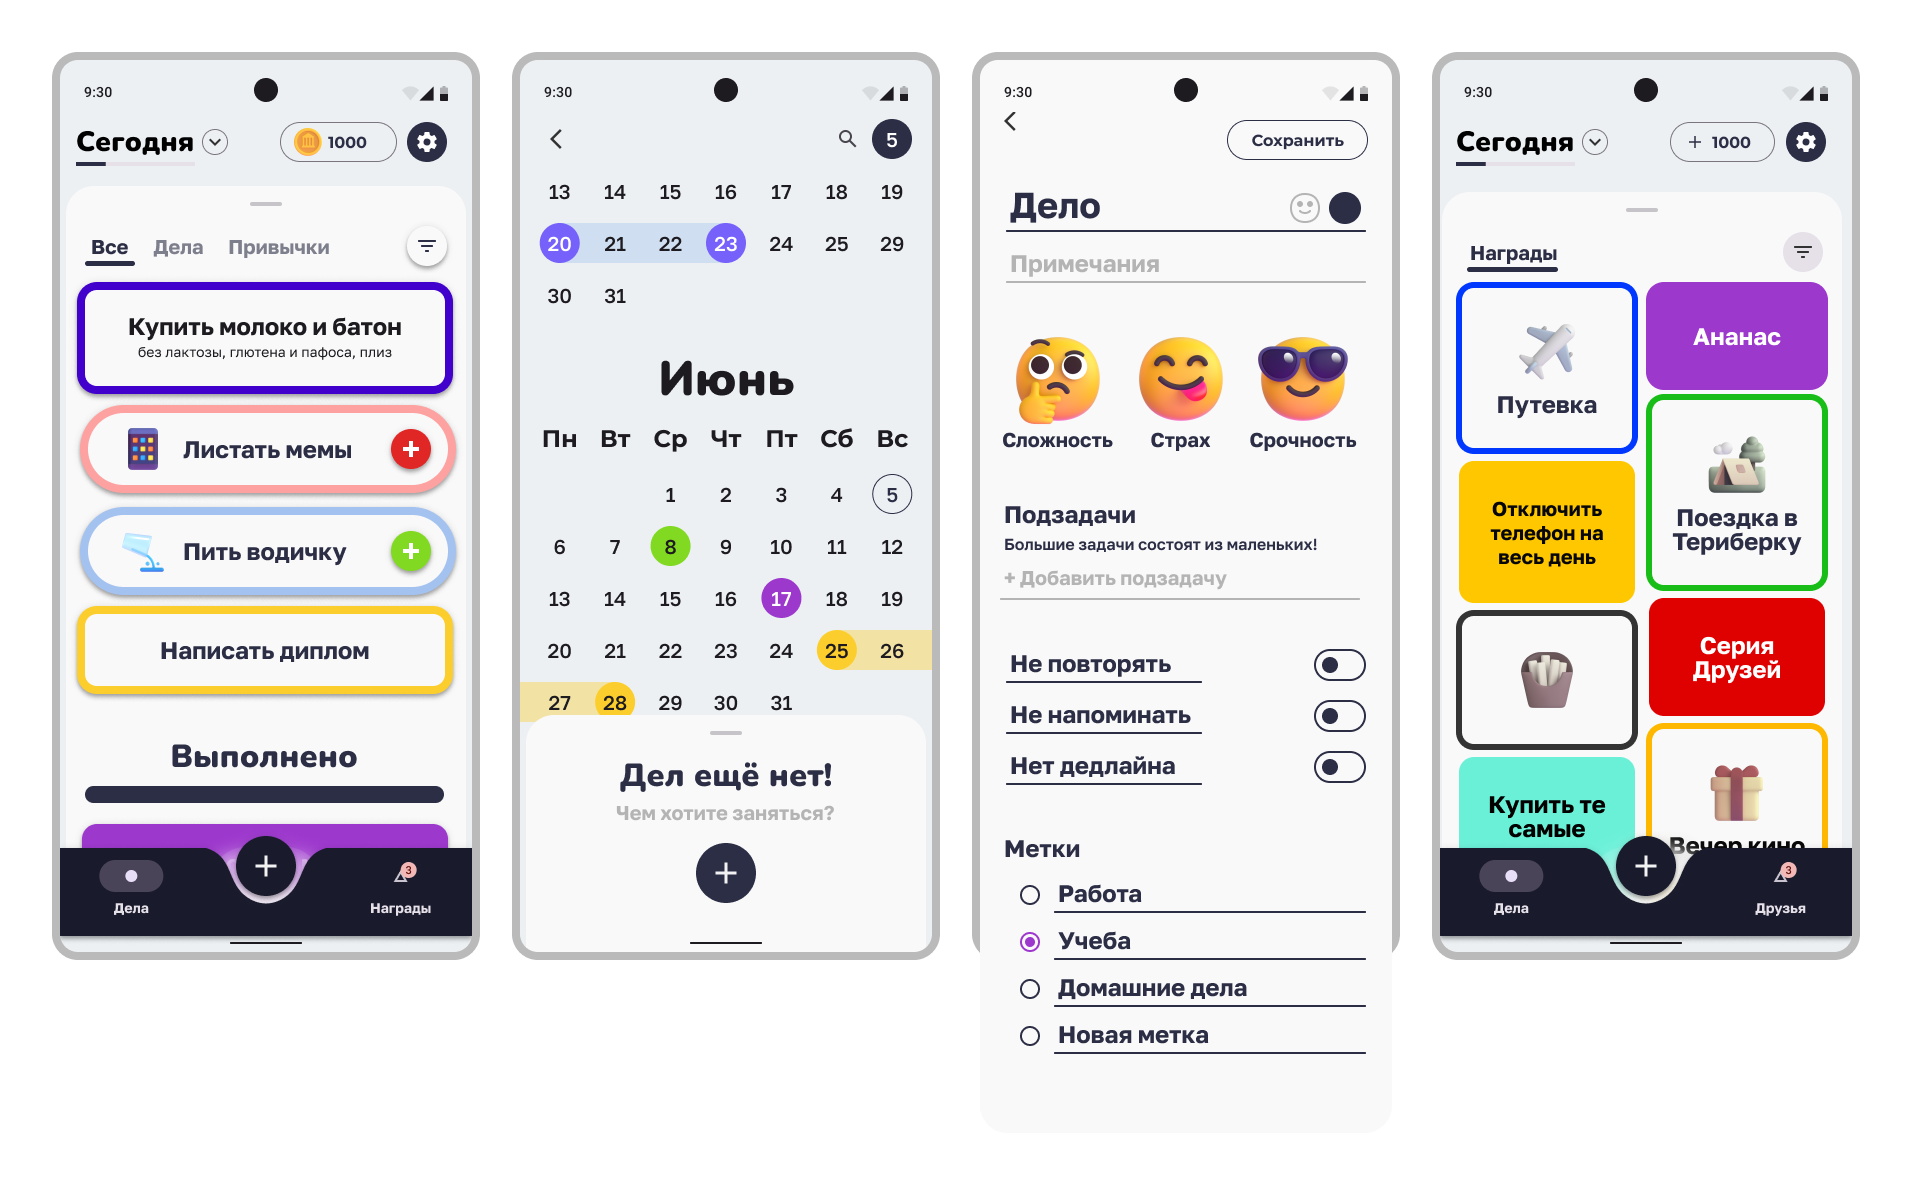 9:30
Сегодня
1000
Все Дела Привычки
Купить молоко и батон
без лактозы, глютена и пафоса, плиз
Листать мемы
Пить водичку
Написать диплом
Выполнено
3
Дела Награды
9:30
5
13 14 15 16 17 18 19
20 21 22 23 24 25 29
30 31
Июнь
Пн Вт Ср Чт Пт Сб Вс
1 2 3 4 5
6 7 8 9 10 11 12
13 14 15 16 17 18 19
20 21 22 23 24 25 26
27 28 29 30 31
Дел ещё нет!
Чем хотите заняться?
9:30
Сохранить
Дело
Примечания
Сложность Страх Срочность
Подзадачи
Большие задачи состоят из маленьких!
+ Добавить подзадачу
Не повторять
Не напоминать
Нет дедлайна
Метки
Работа
Учеба
Домашние дела
Новая метка
9:30
Сегодня
+ 1000
Награды
Путевка
Ананас
Отключить
телефон на
весь день
Поездка в
Териберку
Серия
Друзей
Купить те
самые
Вечер кино
3
Дела Друзья